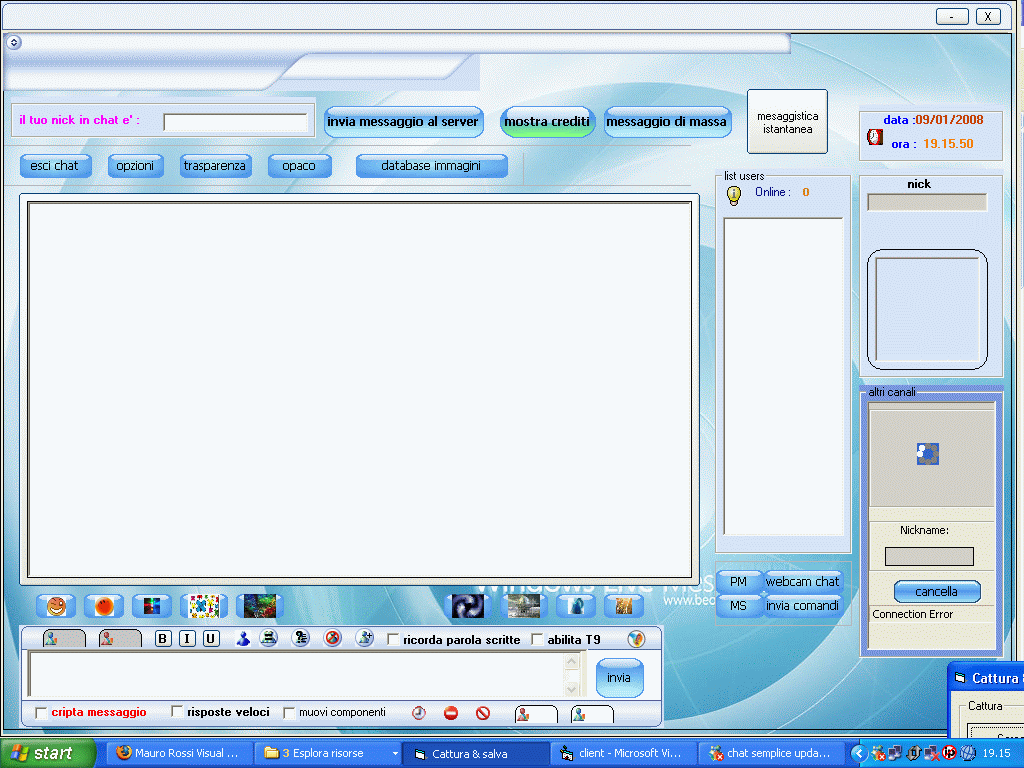 - X
il tuo nick in chat e' :
invia messaggio al server
mostra crediti
messaggio di massa
mesaggistica
istantanea
data :09/01/2008
ora : 19.15.50
esci chat
opzioni
trasparenza
opaco
database immagini
list users
Online : 0
nick
altri canali
Nickname:
cancella
Connection Error
PM
webcam chat
MS
invia comandi
Windows Live Mes
www.bec
B I U
ricorda parola scritte
abilita T9
invia
cripta messaggio
risposte veloci
muovi componenti
Cattura &
Cattura
start
Mauro Rossi Visual ...
3 Esplora risorse
Cattura & salva
client - Microsoft Vi...
chat semplice upda...
19.15